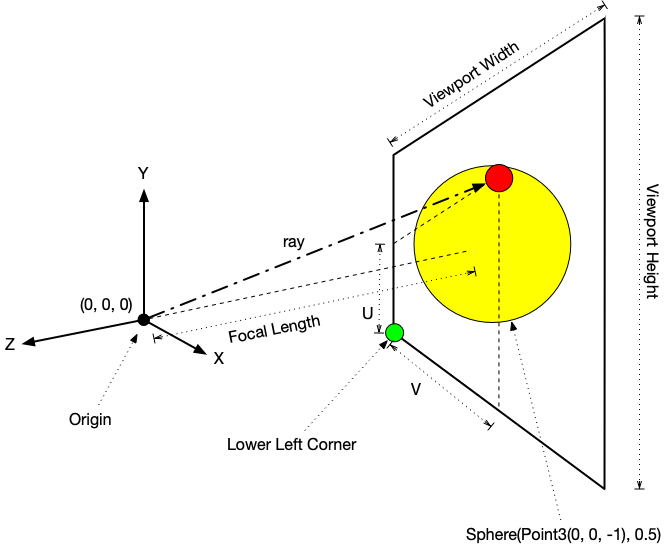 Viewport Width
Y
Viewport Height
ray
(0, 0, 0)
U
Focal Length
Z
X
V
Origin
Lower Left Corner
Sphere(Point3(0, 0, -1), 0.5)